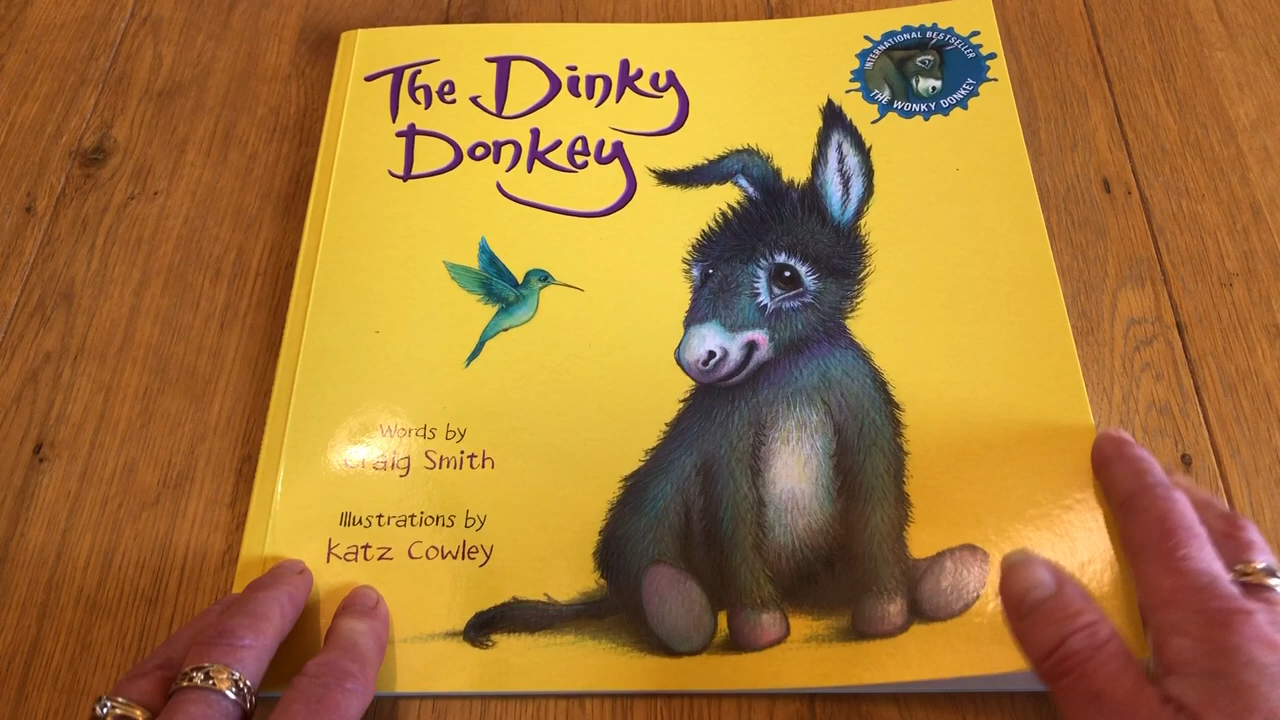 The Dinky
Donkey
INTERNATIONAL BESTSELLER
THE WONKY DONKEY
Words by
Craig Smith
Illustrations by
Katz Cowley